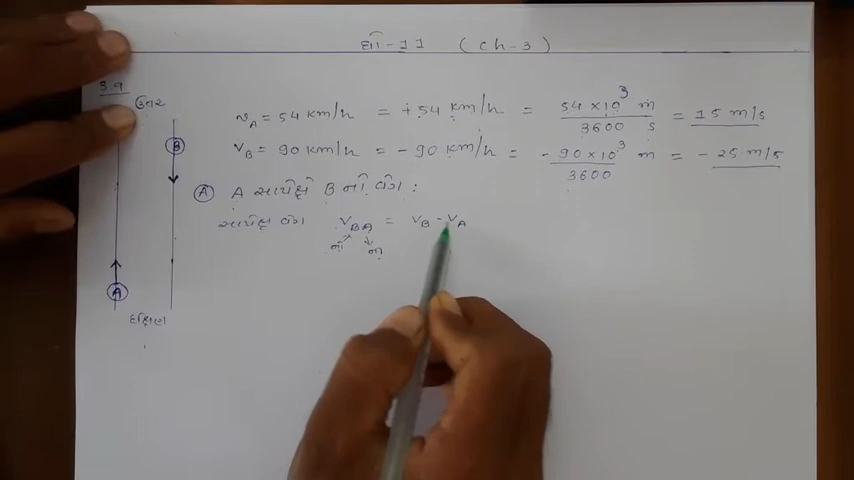 ધો-11 (ch-3)
3.9
ઉત્તર
vA = 54 km/h = +54 km/h = 54 × 10³ m / 3600 s = 15 m/s
B
vB = 90 km/h = - 90 km/h = - 90 × 10³ m / 3600 = - 25 m/s
(A) A સાપેક્ષે B નો વેગ :
સાપેક્ષ વેગ vBA = vB - vA
નો
A
દક્ષિણ